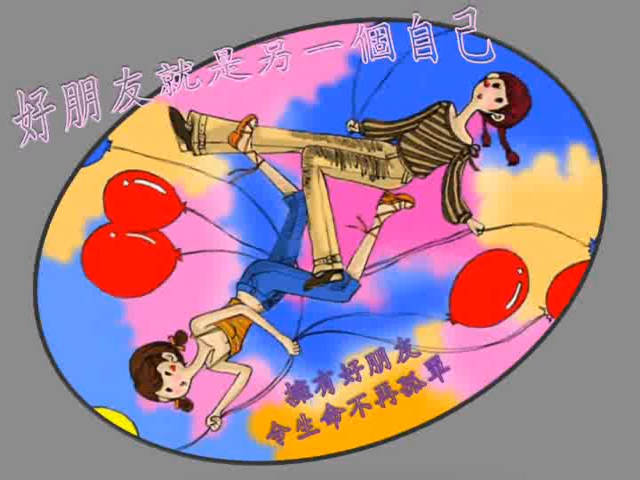 好朋友就是另一個自己
擁有好朋友
令生命不再孤單